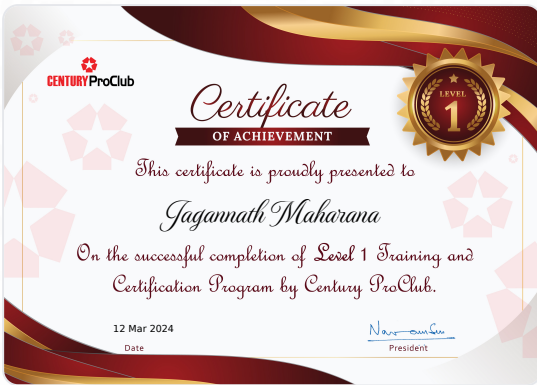 CENTURY ProClub
Certificate
OF ACHIEVEMENT
LEVEL
1
This certificate is proudly presented to
Jagannath Maharana
On the successful completion of Level 1 Training and
Certification Program by Century ProClub.
12 Mar 2024
Date
President